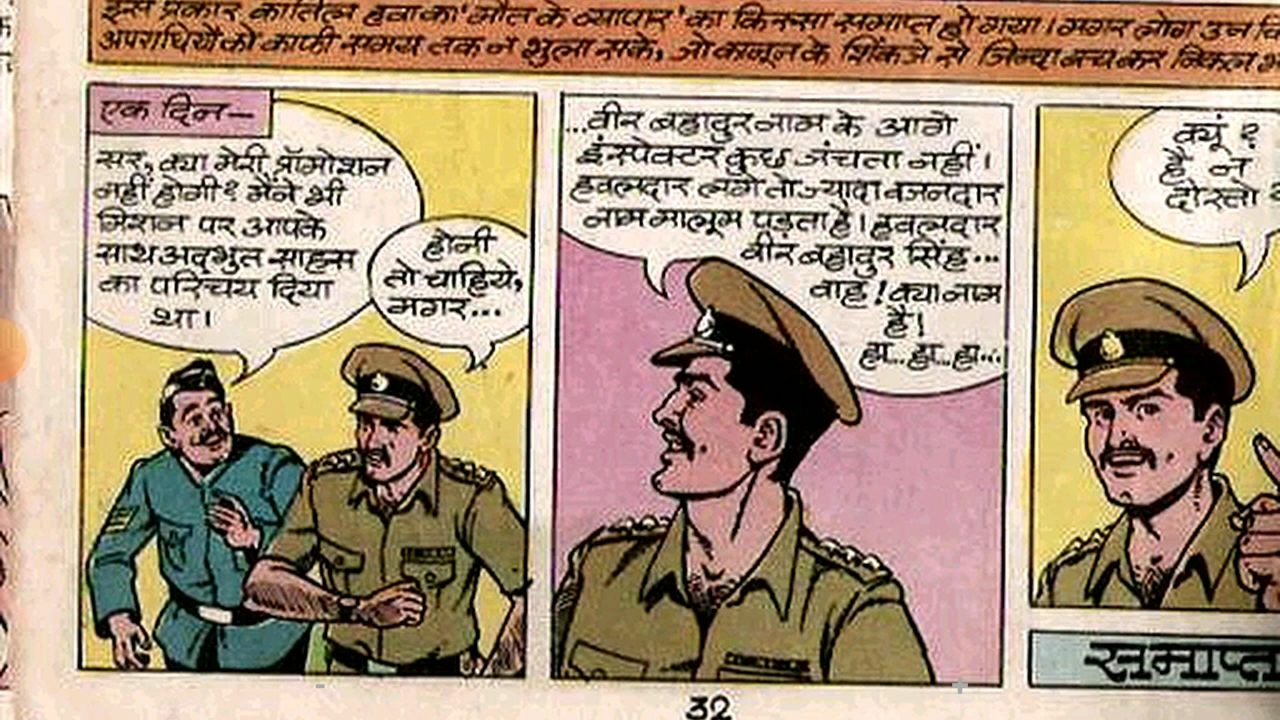 इस प्रकार कातिल हवा का 'मौत के व्यापार' का किस्सा समाप्त हो गया। मगर लोग उन
अपराधियों को काफी समय तक न भुला सके, जो कानून के शिंकजे से जिन्दा बच कर निकल
एक दिन—
सर, क्या मेरी प्रॉमोशन
नहीं होगी? मैंने भी
मिशन पर आपके
साथ अद्भुत साहस
का परिचय दिया
था।
होनी
तो चाहिये,
मगर...
...वीर बहादुर नाम के आगे
इंस्पेक्टर कुछ जंचता नहीं।
हवलदार लगे तो ज्यादा वजनदार
नाम मालूम पड़ता है। हवलदार
वीर बहादुर सिंह...
वाह! क्या नाम
है!
हा...हा...हा...
क्यूं?
है न
दोस्तो
समाप्त
32